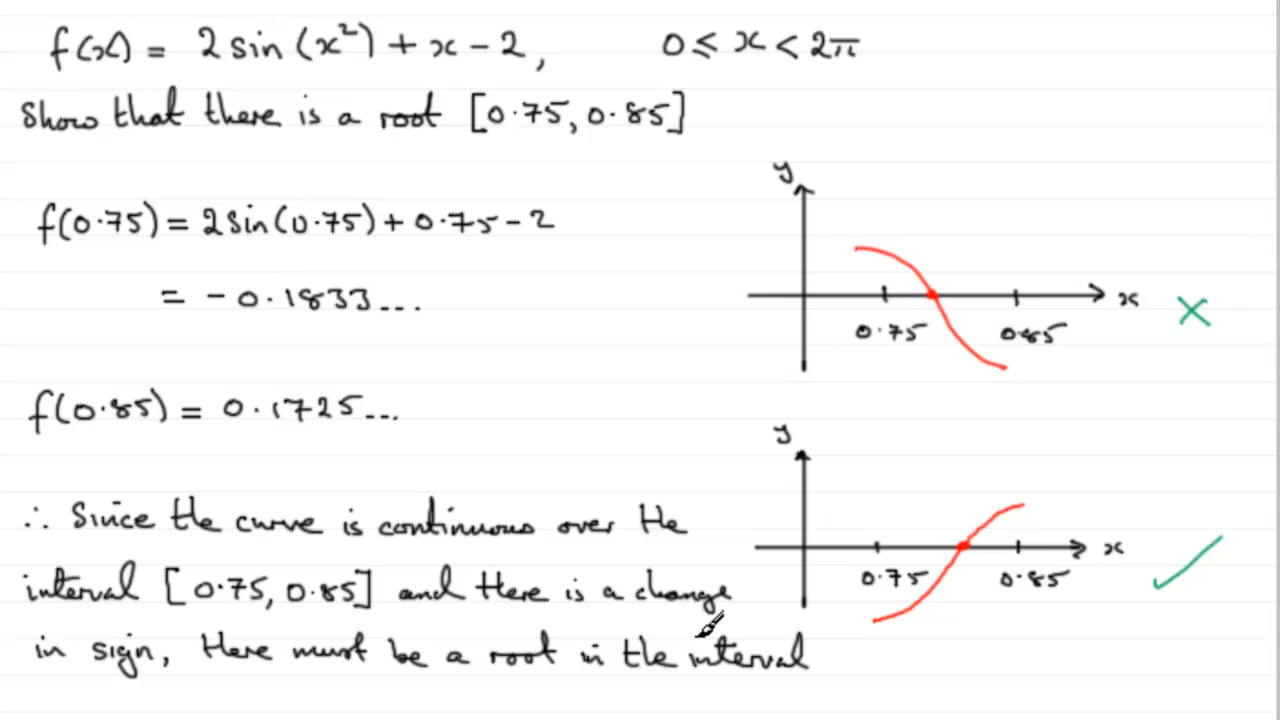 f(x) = 2 sin (x²) + x - 2,    0 ≤ x < 2π
Show that there is a root [0.75, 0.85]
f(0.75) = 2 sin(0.75) + 0.75 - 2
= -0.1833...
f(0.85) = 0.1725...
∴ Since the curve is continuous over the
interval [0.75, 0.85] and there is a change
in sign, there must be a root in the interval
y
x
0.75
0.85
y
x
0.75
0.85